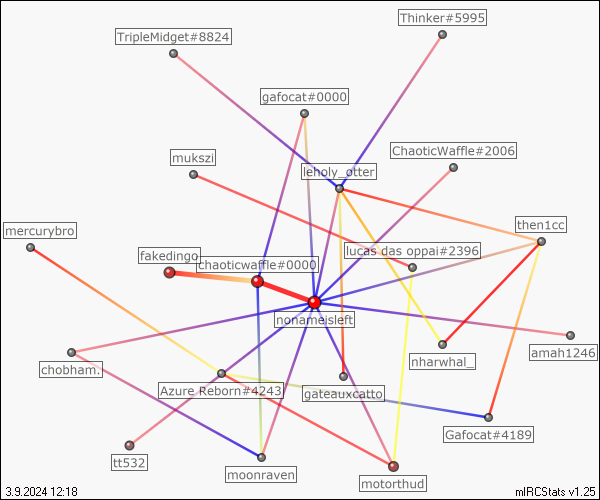 Thinker#5995
TripleMidget#8824
gafocat#0000
ChaoticWaffle#2006
mukszi
leholy_otter
then1cc
mercurybro
lucas das oppai#2396
fakedingo
chaoticwaffle#0000
nonameisleft
amah1246
nharwhal_
chobham.
Azure Reborn#4243
gateauxcatto
Gafocat#4189
tt532
moonraven
motorthud
3.9.2024 12:18
mIRCStats v1.25